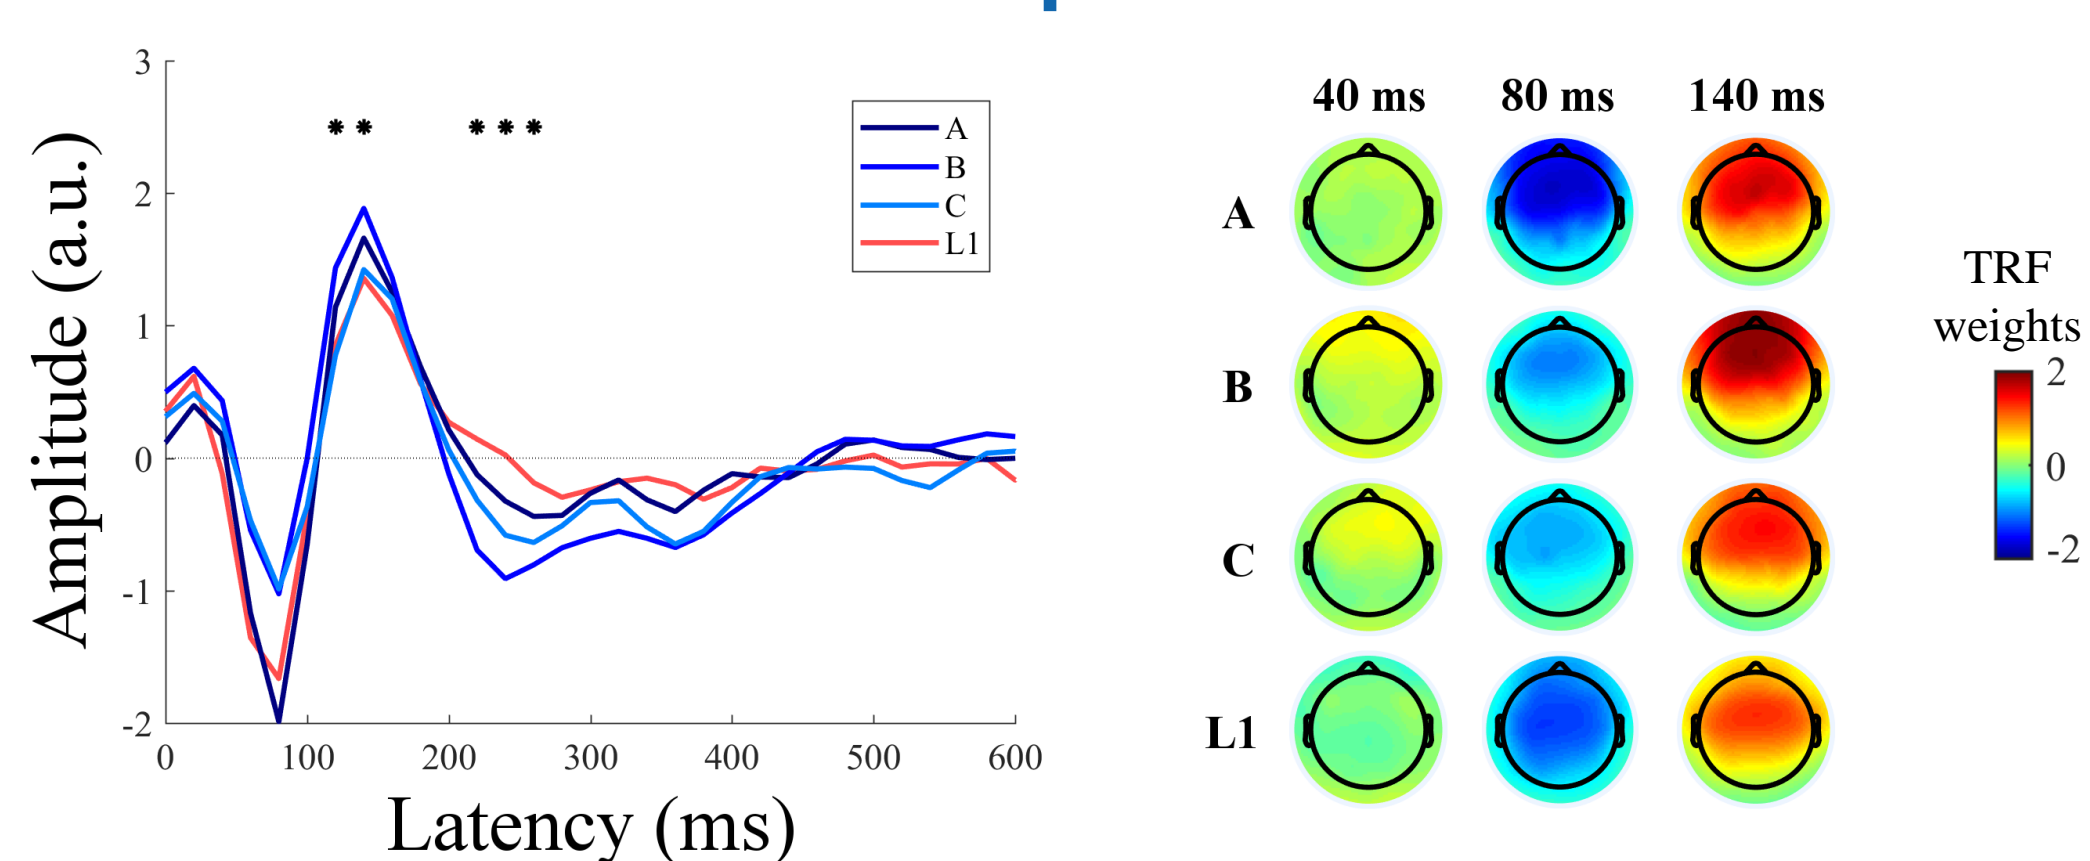 3
2
1
0
-1
-2
0 100 200 300 400 500 600
Amplitude (a.u.)
Latency (ms)
** ***
A
B
C
L1
40 ms 80 ms 140 ms
A
B
C
L1
TRF
weights
2
0
-2